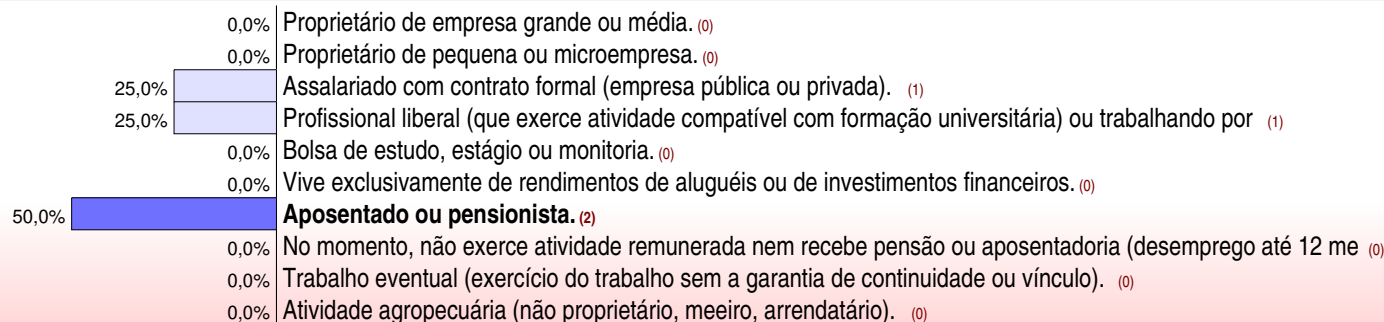 0,0% Proprietário de empresa grande ou média. (0)
0,0% Proprietário de pequena ou microempresa. (0)
25,0% Assalariado com contrato formal (empresa pública ou privada). (1)
25,0% Profissional liberal (que exerce atividade compatível com formação universitária) ou trabalhando por (1)
0,0% Bolsa de estudo, estágio ou monitoria. (0)
0,0% Vive exclusivamente de rendimentos de aluguéis ou de investimentos financeiros. (0)
50,0% Aposentado ou pensionista. (2)
0,0% No momento, não exerce atividade remunerada nem recebe pensão ou aposentadoria (desemprego até 12 me (0)
0,0% Trabalho eventual (exercício do trabalho sem a garantia de continuidade ou vínculo). (0)
0,0% Atividade agropecuária (não proprietário, meeiro, arrendatário). (0)